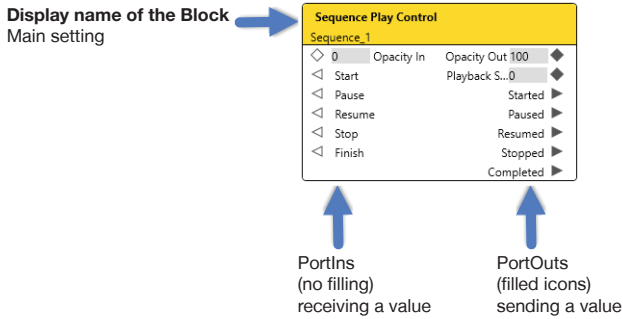 Display name of the Block
Main setting
Sequence Play Control
Sequence_1
0 Opacity In Opacity Out 100
Start Playback S...0
Pause Started
Resume Paused
Stop Resumed
Finish Stopped
Completed
PortIns
(no filling)
receiving a value
PortOuts
(filled icons)
sending a value